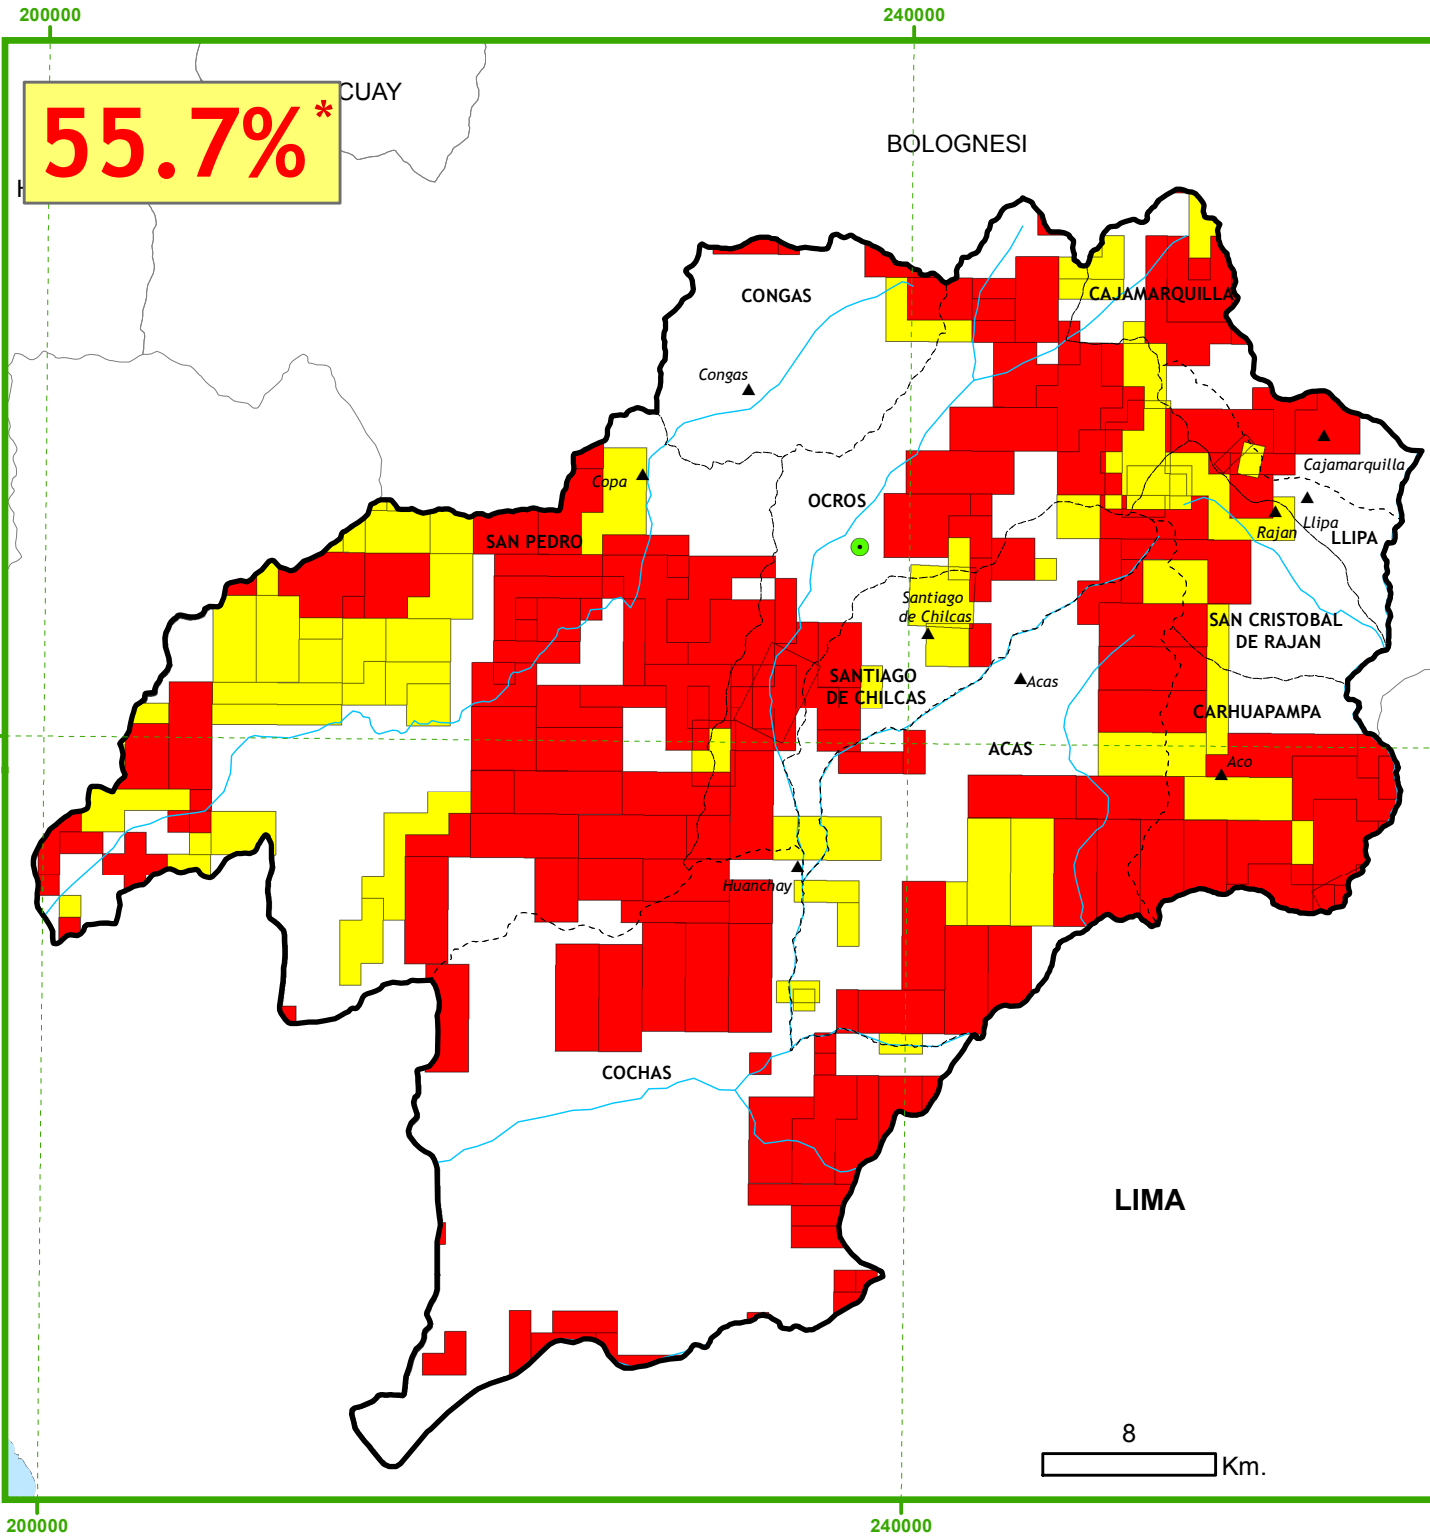 200000
240000
CUAY
55.7%*
BOLOGNESI
CONGAS
CAJAMARQUILLA
Congas
Cajamarquilla
Copa
OCROS
Llipa
Rajan
LLIPA
SAN PEDRO
Santiago
de Chilcas
SAN CRISTOBAL
DE RAJAN
SANTIAGO
DE CHILCAS
Acas
CARHUAPAMPA
ACAS
Aco
Huanchay
COCHAS
LIMA
8
Km.
200000
240000